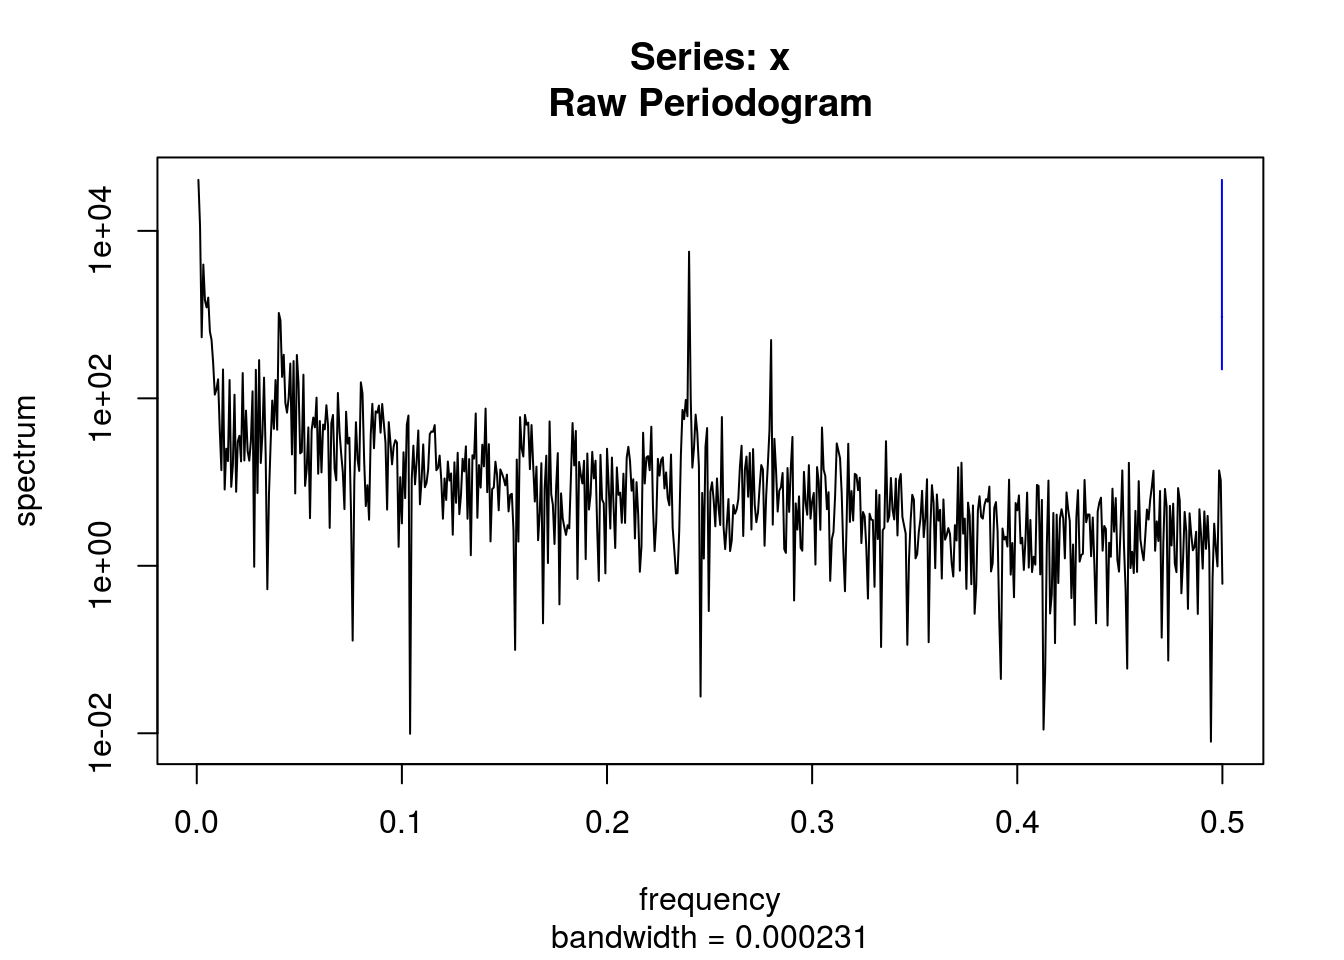 Series: x
Raw Periodogram
spectrum
1e+04
1e+02
1e+00
1e-02
0.0 0.1 0.2 0.3 0.4 0.5
frequency
bandwidth = 0.000231